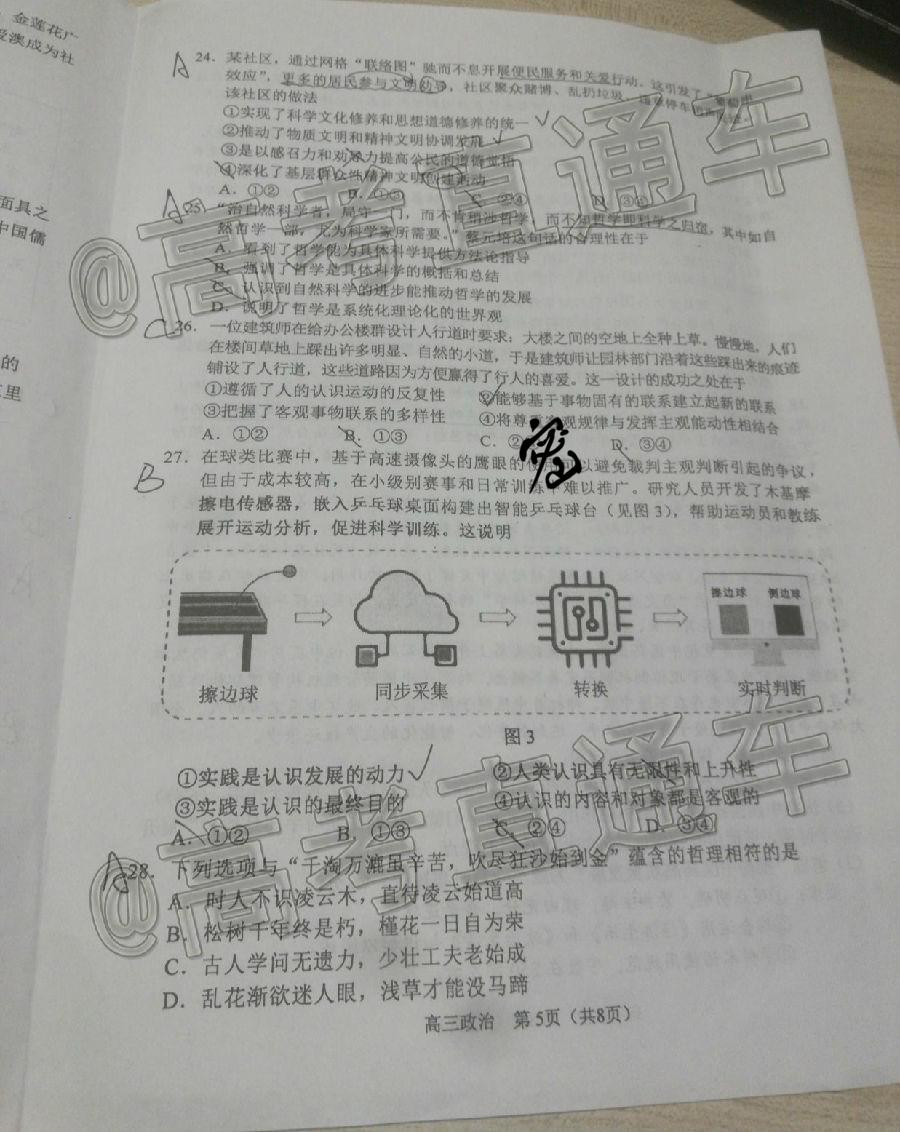 金莲花广
爱澳成为社
面具之
中国儒
的
里
A
24. 某社区，通过网格“联络图”驰而不息开展便民服务和关爱行动。这引发了“葡萄串
效应”，更多的居民参与文明劝导，社区聚众赌博、乱扔垃圾、
该社区的做法
①实现了科学文化修养和思想道德修养的统一
②推动了物质文明和精神文明协调发展
③是以感召力和劝导力提高公民的道德觉悟
④深化了基层群众性精神文明创建活动
A. ①② B. ①③ C. ②④ D. ③④
A
25. “治自然科学者，局守一门，而不肯稍涉哲学，而不知哲学即科学之归宿，其中如自
然哲学一部，尤为科学家所需要。”蔡元培这句话的合理性在于
A. 看到了哲学能为具体科学提供方法论指导
B. 强调了哲学是具体科学的概括和总结
C. 认识到自然科学的进步能推动哲学的发展
D. 说明了哲学是系统化理论化的世界观
C
26. 一位建筑师在给办公楼群设计人行道时要求：大楼之间的空地上全种上草。慢慢地，人们
在楼间草地上踩出许多明显、自然的小道，于是建筑师让园林部门沿着这些踩出来的痕迹
铺设了人行道，这些道路因为方便赢得了行人的喜爱。这一设计的成功之处在于
①遵循了人的认识运动的反复性 ②能够基于事物固有的联系建立起新的联系
③把握了客观事物联系的多样性 ④将尊重客观规律与发挥主观能动性相结合
A. ①② B. ①③ C. ② D. ③④
B
27. 在球类比赛中，基于高速摄像头的鹰眼的使用可以避免裁判主观判断引起的争议，
但由于成本较高，在小级别赛事和日常训练中难以推广。研究人员开发了木基摩
擦电传感器，嵌入乒乓球桌面构建出智能乒乓球台（见图3），帮助运动员和教练
展开运动分析，促进科学训练。这说明
擦边球 侧边球
擦边球 同步采集 转换 实时判断
图3
①实践是认识发展的动力 ②人类认识具有无限性和上升性
③实践是认识的最终目的 ④认识的内容和对象都是客观的
A. ①② B. ①③ C. ②④ D. ③④
A
28. 下列选项与“千淘万漉虽辛苦，吹尽狂沙始到金”蕴含的哲理相符的是
A. 时人不识凌云木，直待凌云始道高
B. 松树千年终是朽，槿花一日自为荣
C. 古人学问无遗力，少壮工夫老始成
D. 乱花渐欲迷人眼，浅草才能没马蹄
高三政治 第5页（共8页）
@高考直通车
@高考直通车